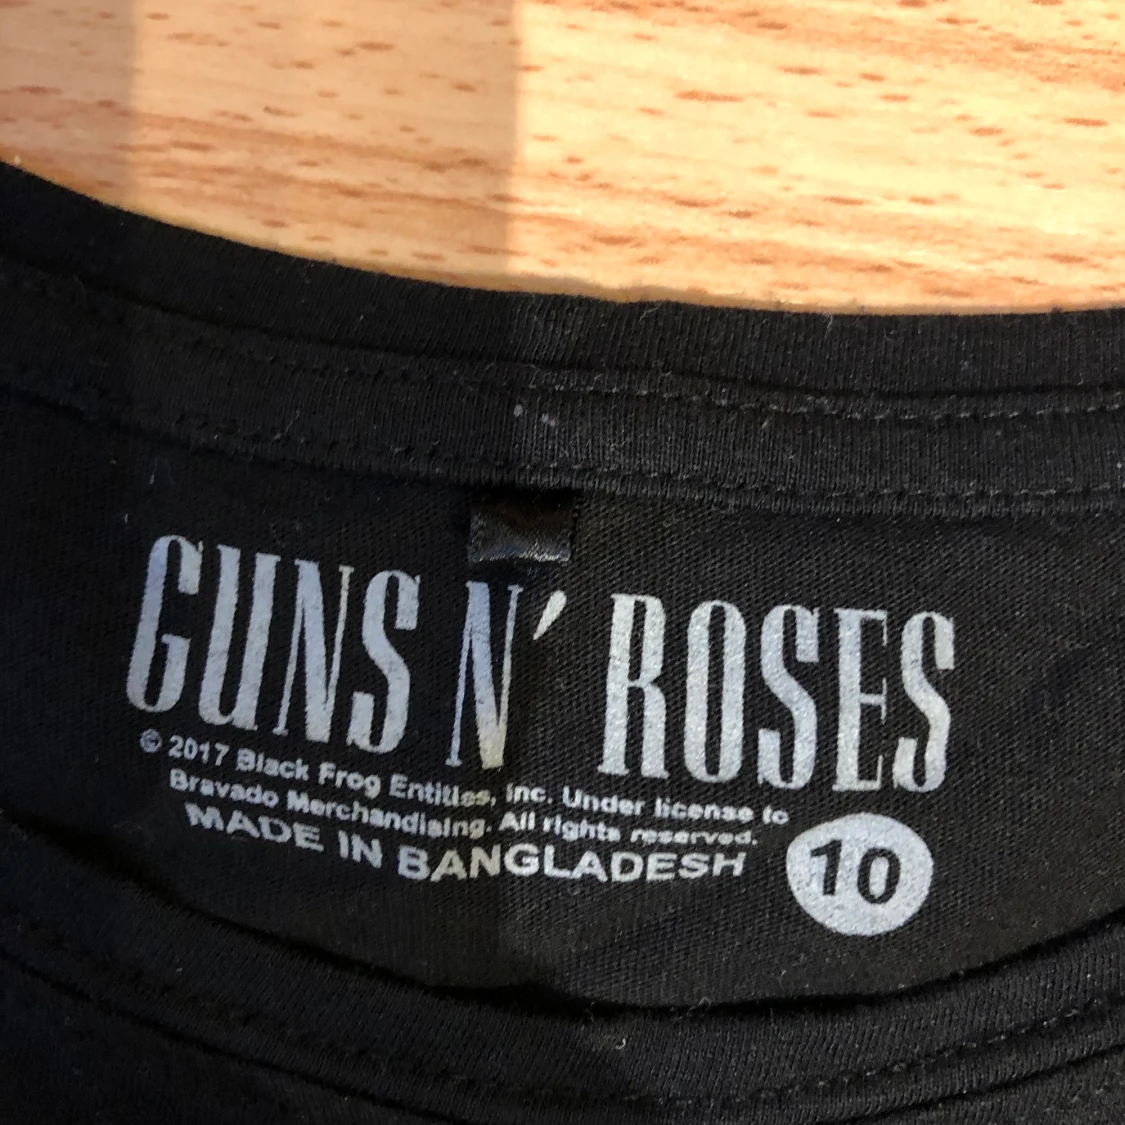 GUNS N' ROSES
© 2017 Black Frog Entities, Inc. Under license to
Bravado Merchandising. All rights reserved.
MADE IN BANGLADESH
10